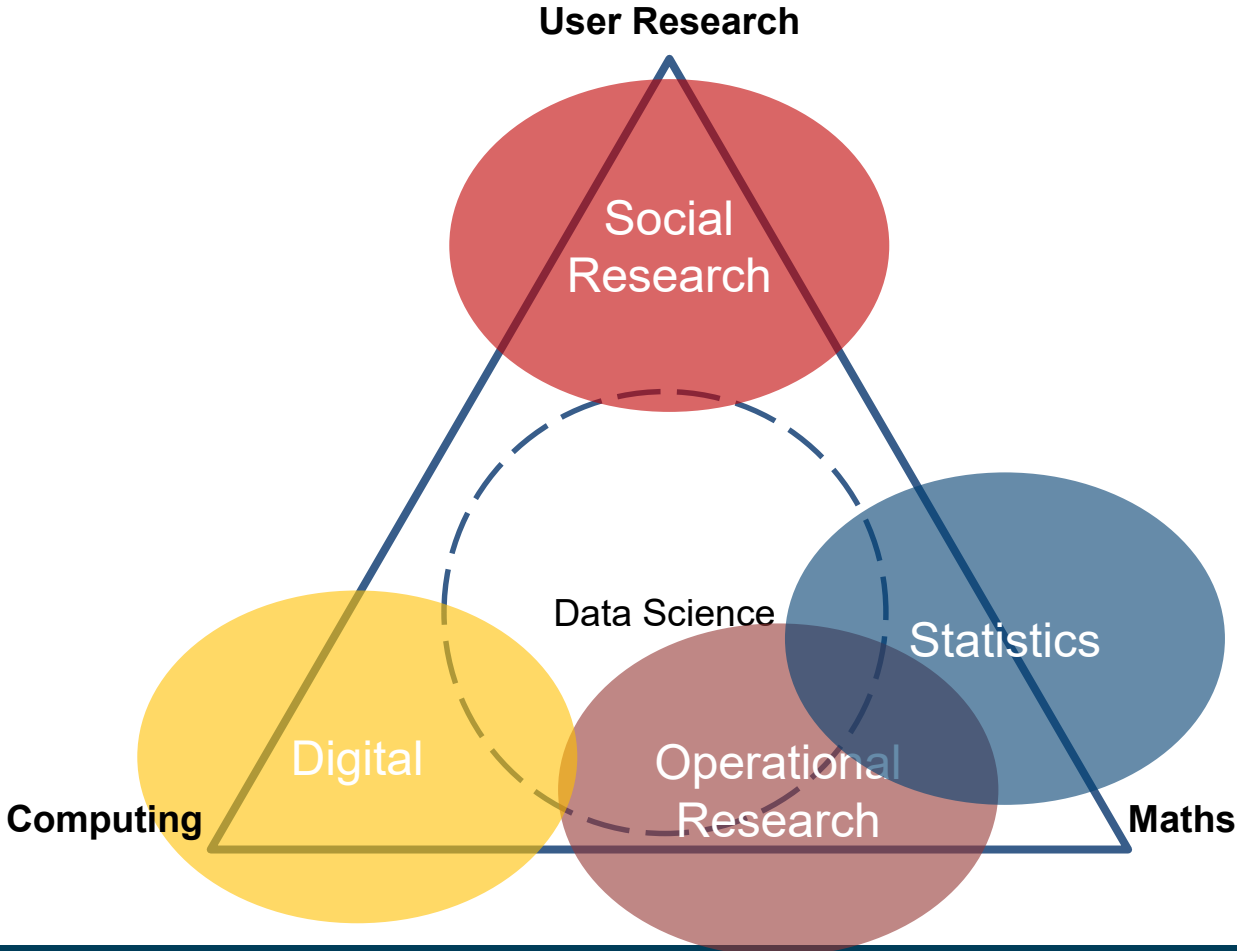 User Research
Social
Research
Data Science
Statistics
Digital
Operational
Research
Computing
Maths